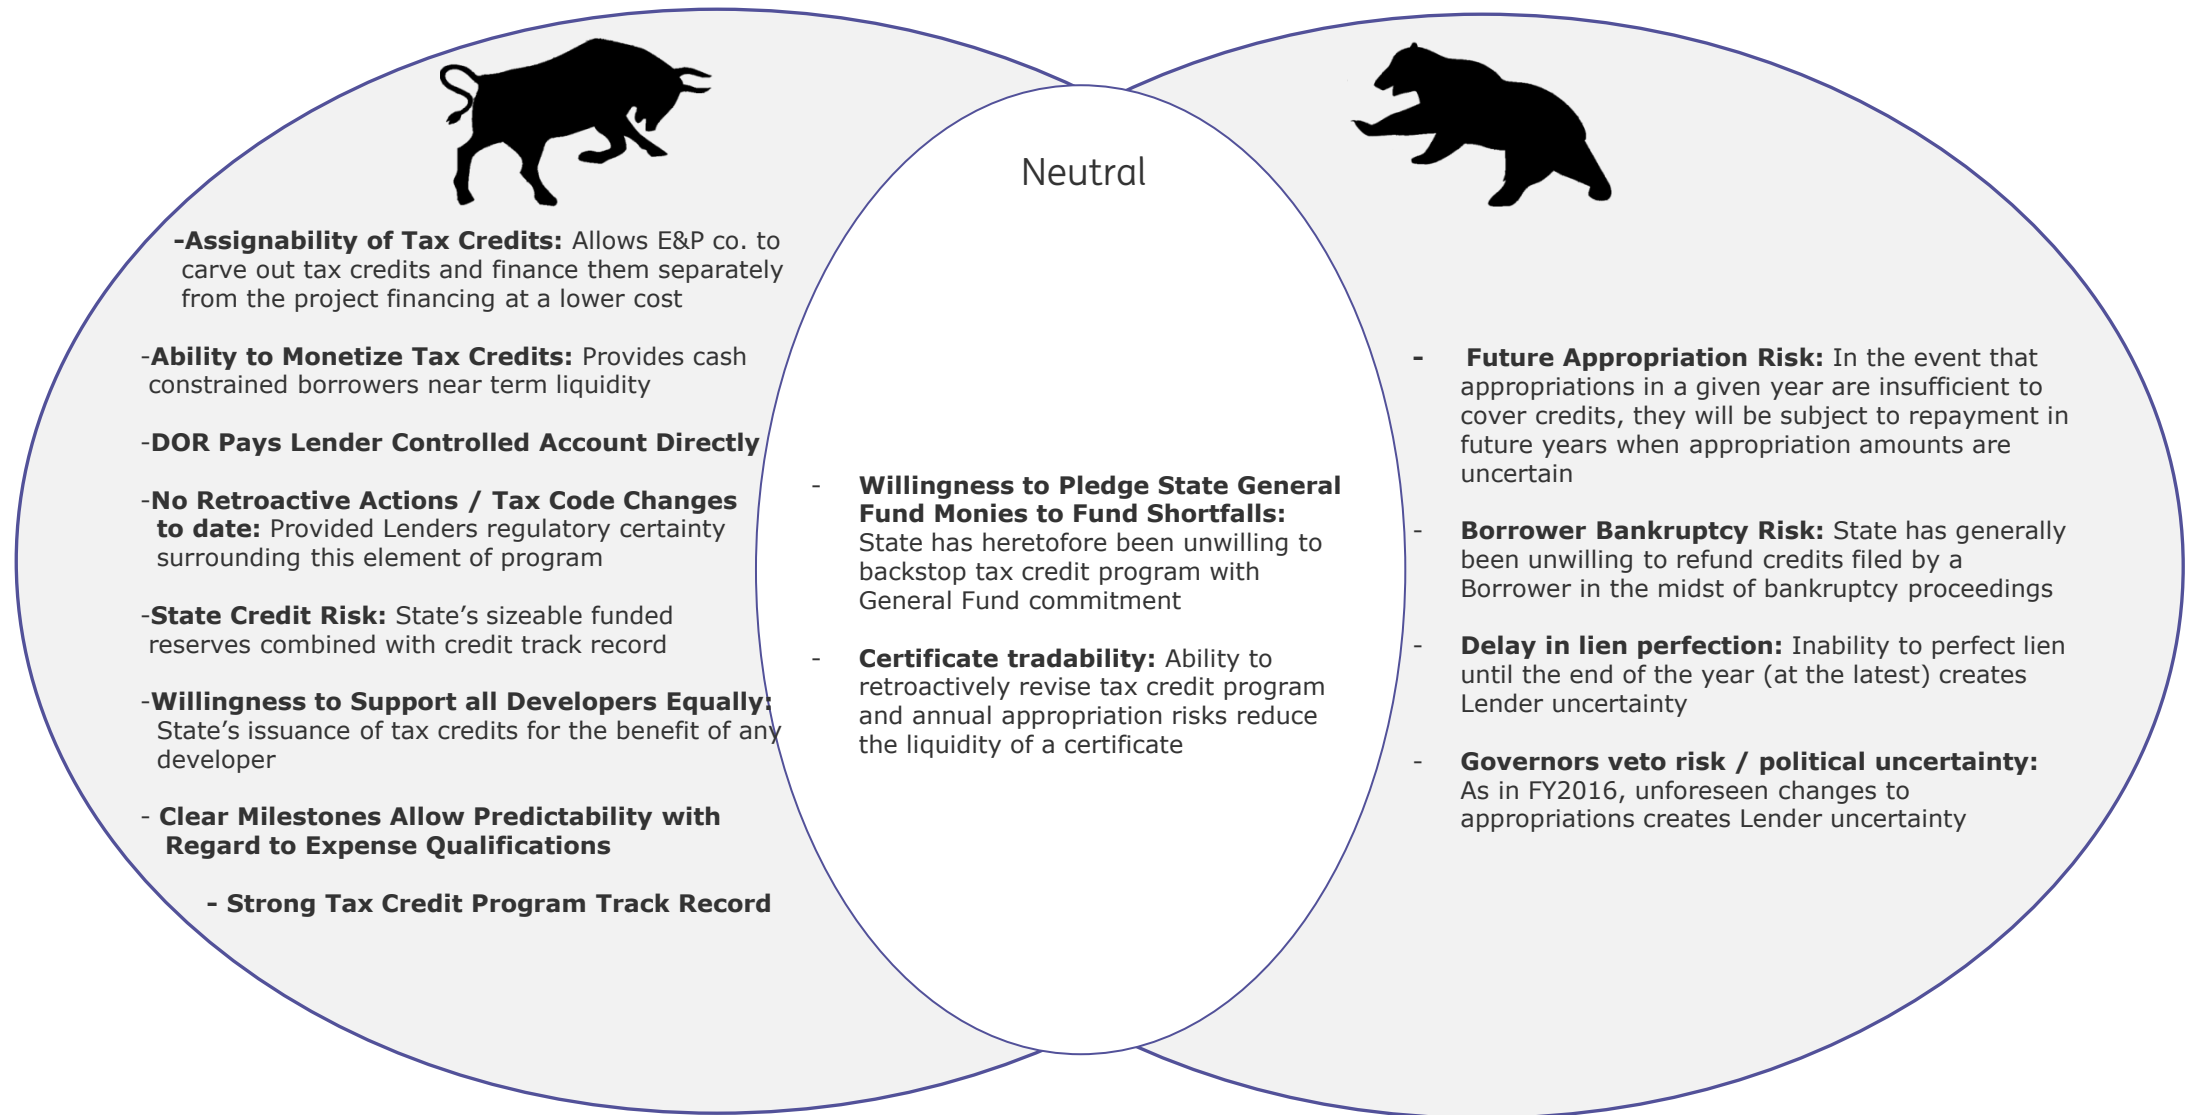 Neutral
-Assignability of Tax Credits: Allows E&P co. to
carve out tax credits and finance them separately
from the project financing at a lower cost
-Ability to Monetize Tax Credits: Provides cash
constrained borrowers near term liquidity
-DOR Pays Lender Controlled Account Directly
-No Retroactive Actions / Tax Code Changes
to date: Provided Lenders regulatory certainty
surrounding this element of program
-State Credit Risk: State’s sizeable funded
reserves combined with credit track record
-Willingness to Support all Developers Equally:
State’s issuance of tax credits for the benefit of any
developer
- Clear Milestones Allow Predictability with
Regard to Expense Qualifications
- Strong Tax Credit Program Track Record
- Willingness to Pledge State General
Fund Monies to Fund Shortfalls:
State has heretofore been unwilling to
backstop tax credit program with
General Fund commitment
- Certificate tradability: Ability to
retroactively revise tax credit program
and annual appropriation risks reduce
the liquidity of a certificate
- Future Appropriation Risk: In the event that
appropriations in a given year are insufficient to
cover credits, they will be subject to repayment in
future years when appropriation amounts are
uncertain
- Borrower Bankruptcy Risk: State has generally
been unwilling to refund credits filed by a
Borrower in the midst of bankruptcy proceedings
- Delay in lien perfection: Inability to perfect lien
until the end of the year (at the latest) creates
Lender uncertainty
- Governors veto risk / political uncertainty:
As in FY2016, unforeseen changes to
appropriations creates Lender uncertainty